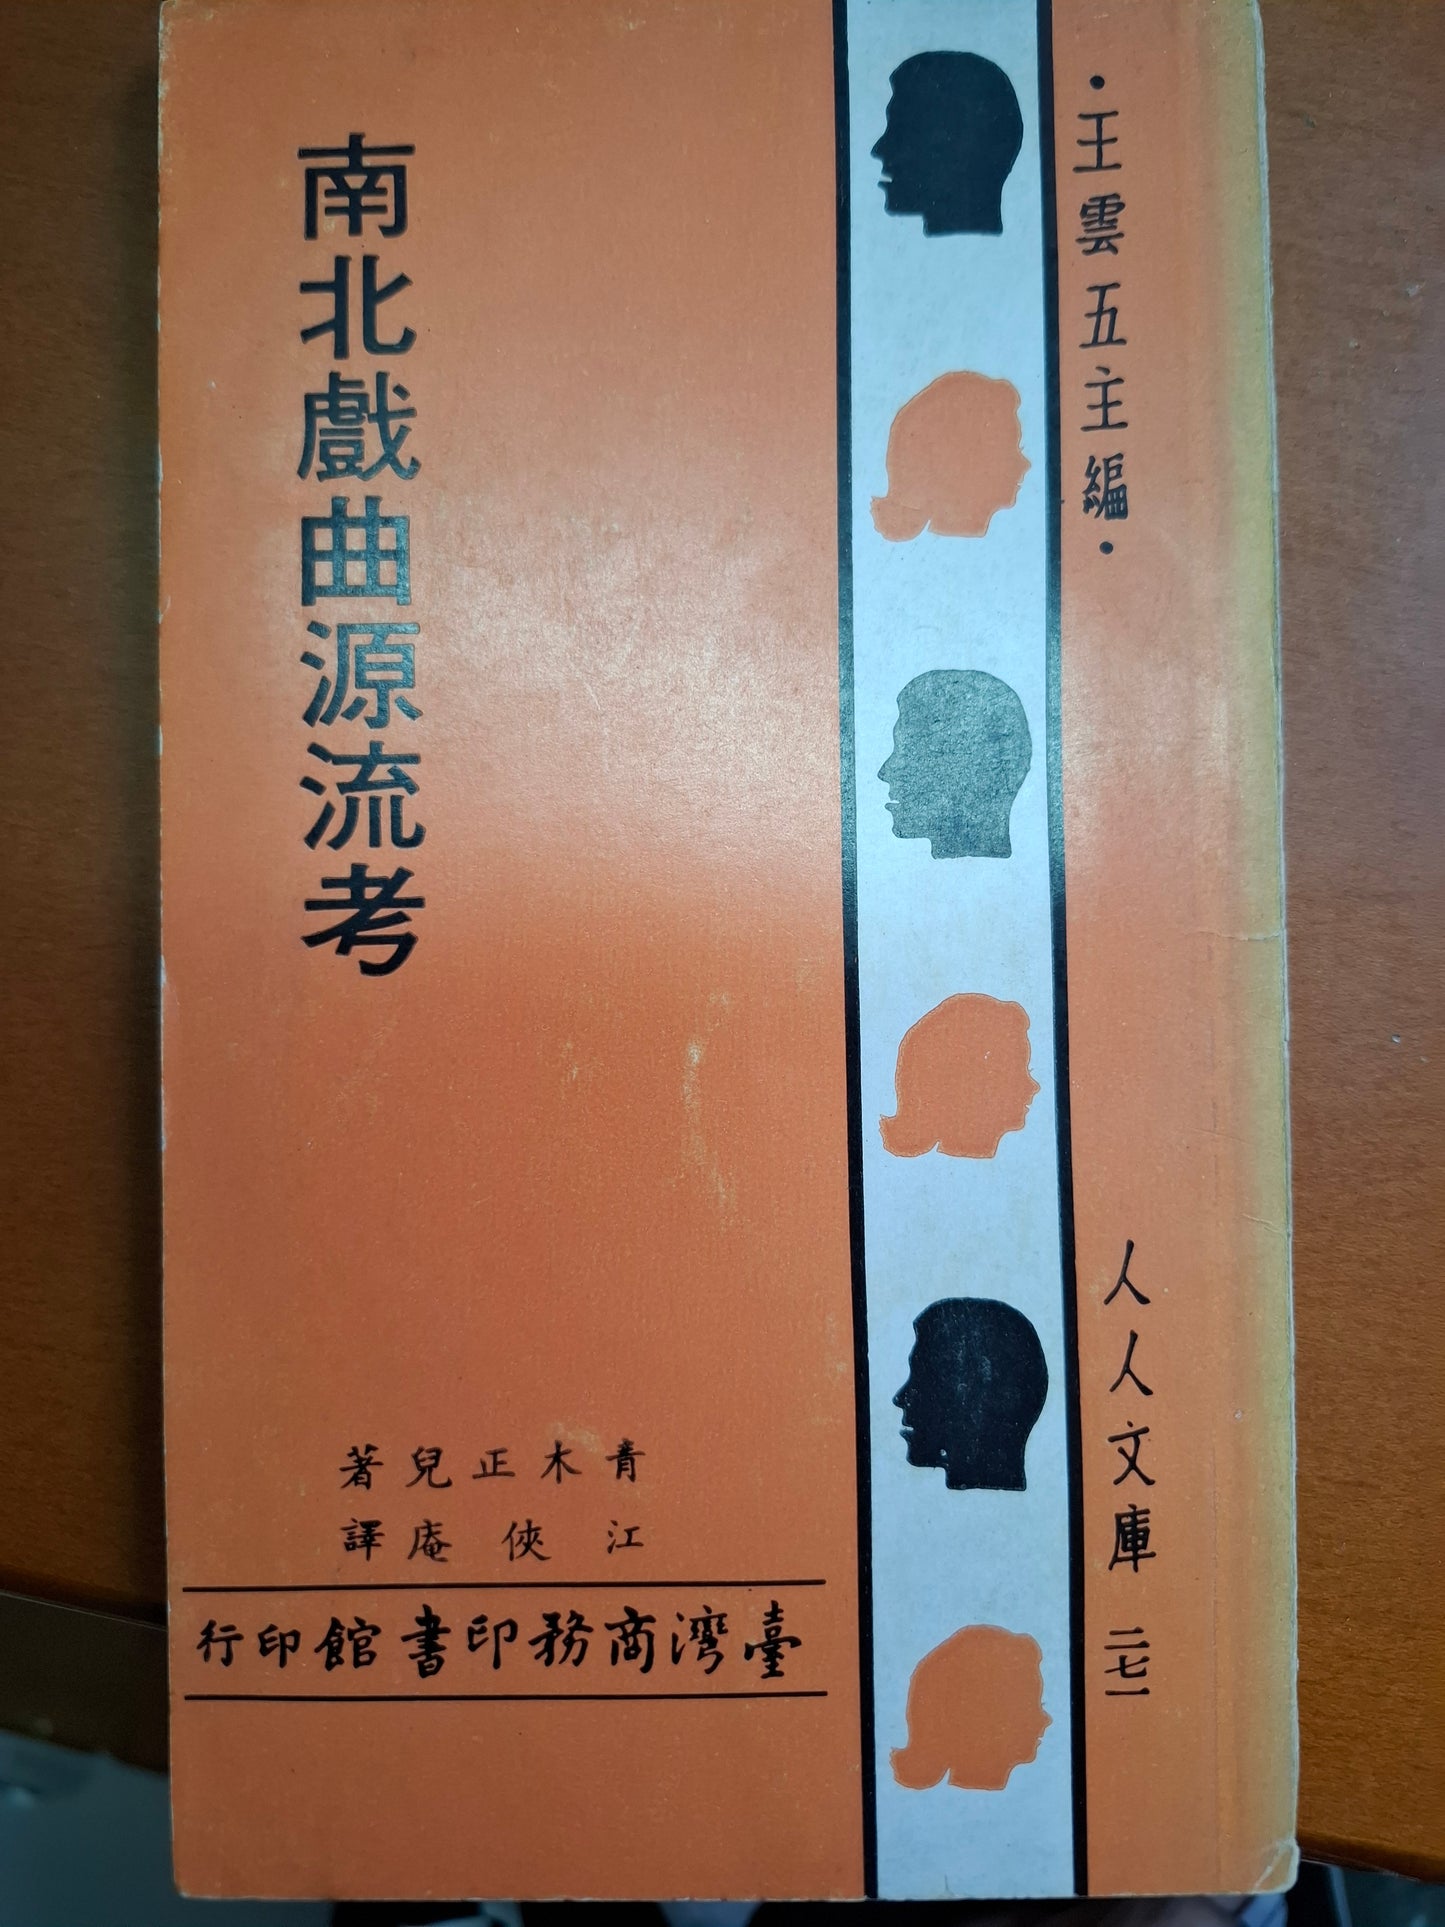 ·王雲五主編·
人人文庫 二七一
南北戲曲源流考
青木正兒著
江俠庵譯
臺灣商務印書館印行